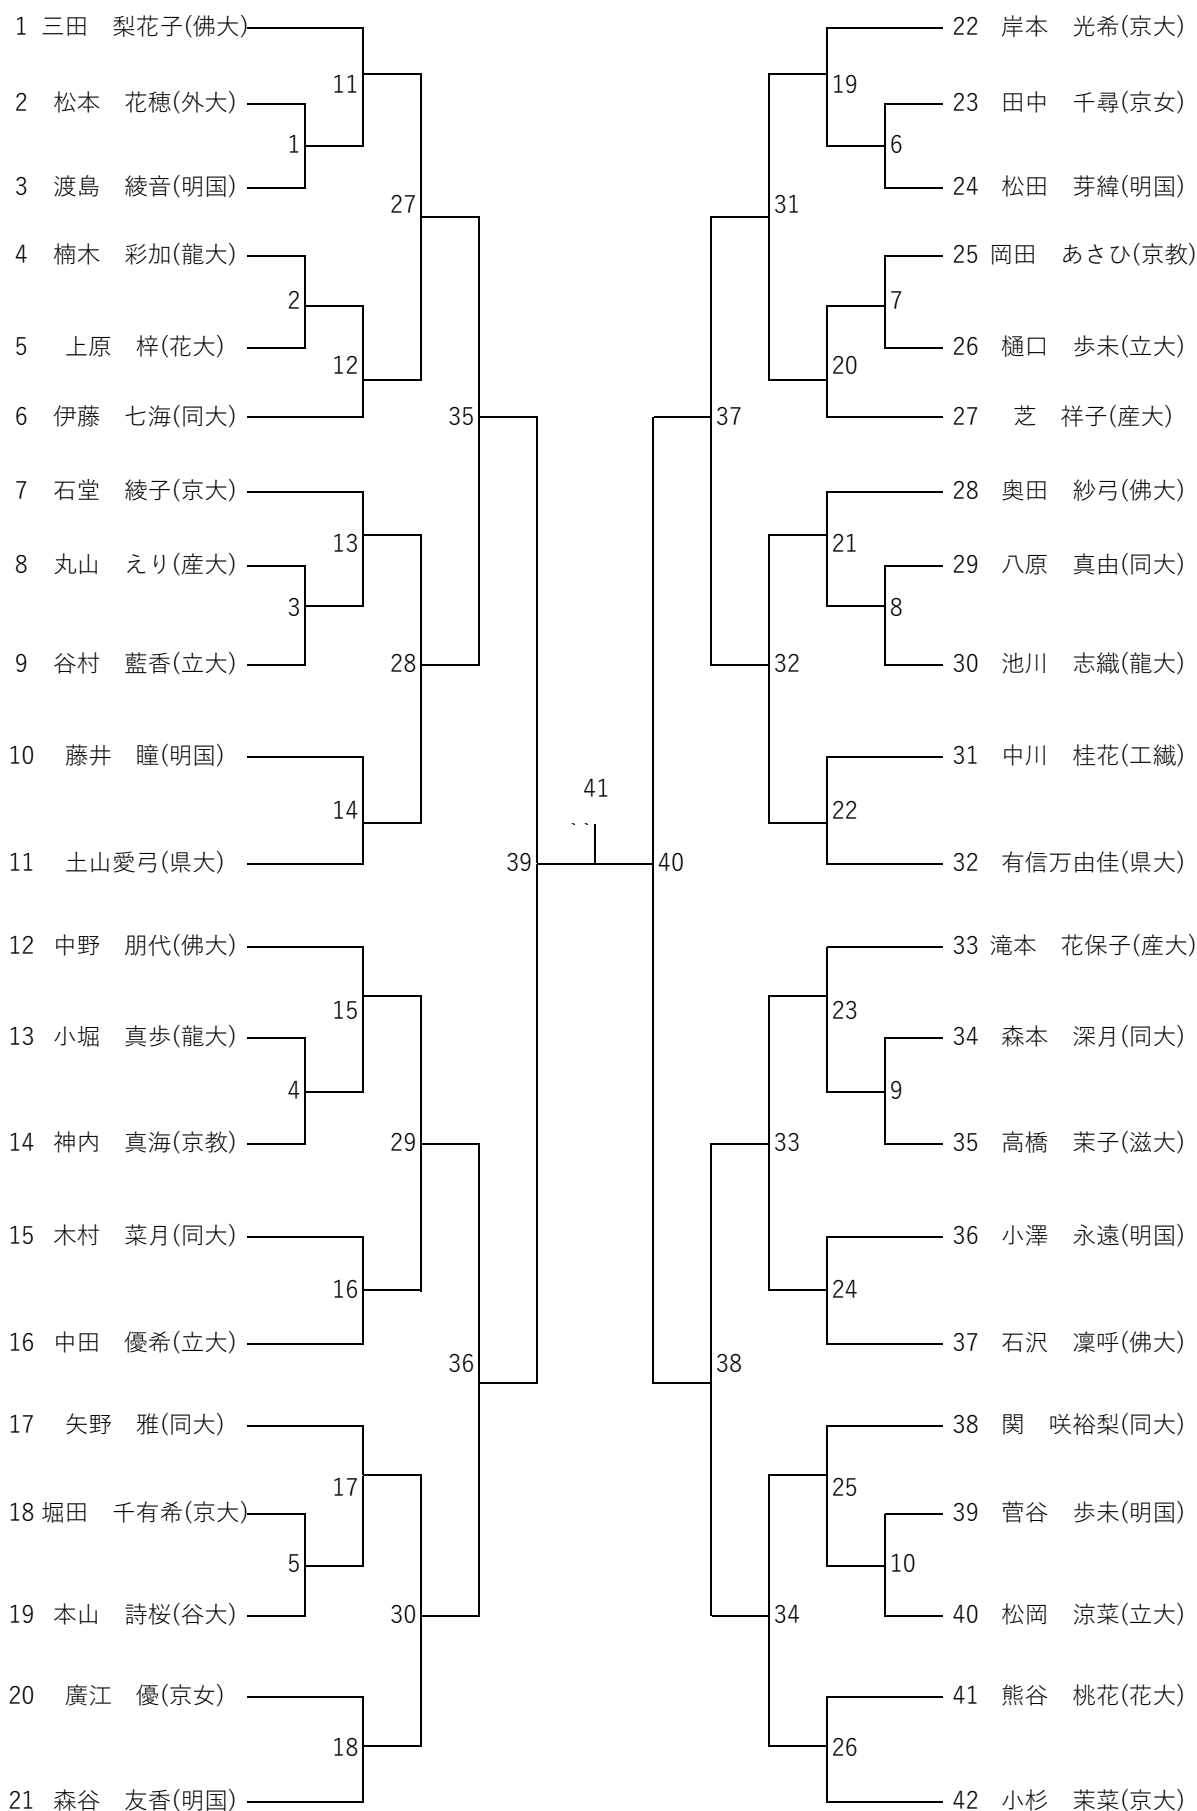 1 三田　梨花子(佛大)
11
2 松本　花穂(外大)
1
3 渡島　綾音(明国)
27
4 楠木　彩加(龍大)
2
5 上原　梓(花大)
12
6 伊藤　七海(同大)
35
7 石堂　綾子(京大)
13
8 丸山　えり(産大)
3
9 谷村　藍香(立大)
28
10 藤井　瞳(明国)
14
11 土山愛弓(県大)
39
12 中野　朋代(佛大)
15
13 小堀　真歩(龍大)
4
14 神内　真海(京教)
29
15 木村　菜月(同大)
16
16 中田　優希(立大)
36
17 矢野　雅(同大)
17
18 堀田　千有希(京大)
5
19 本山　詩桜(谷大)
30
20 廣江　優(京女)
18
21 森谷　友香(明国)
41
22 岸本　光希(京大)
19
23 田中　千尋(京女)
6
24 松田　芽緯(明国)
31
25 岡田　あさひ(京教)
7
26 樋口　歩未(立大)
20
27 芝　祥子(産大)
37
28 奥田　紗弓(佛大)
21
29 八原　真由(同大)
8
30 池川　志織(龍大)
32
31 中川　桂花(工繊)
22
32 有信万由佳(県大)
40
33 滝本　花保子(産大)
23
34 森本　深月(同大)
9
35 高橋　茉子(滋大)
33
36 小澤　永遠(明国)
24
37 石沢　凜呼(佛大)
38
38 関　咲裕梨(同大)
25
39 菅谷　歩未(明国)
10
40 松岡　涼菜(立大)
34
41 熊谷　桃花(花大)
26
42 小杉　茉菜(京大)